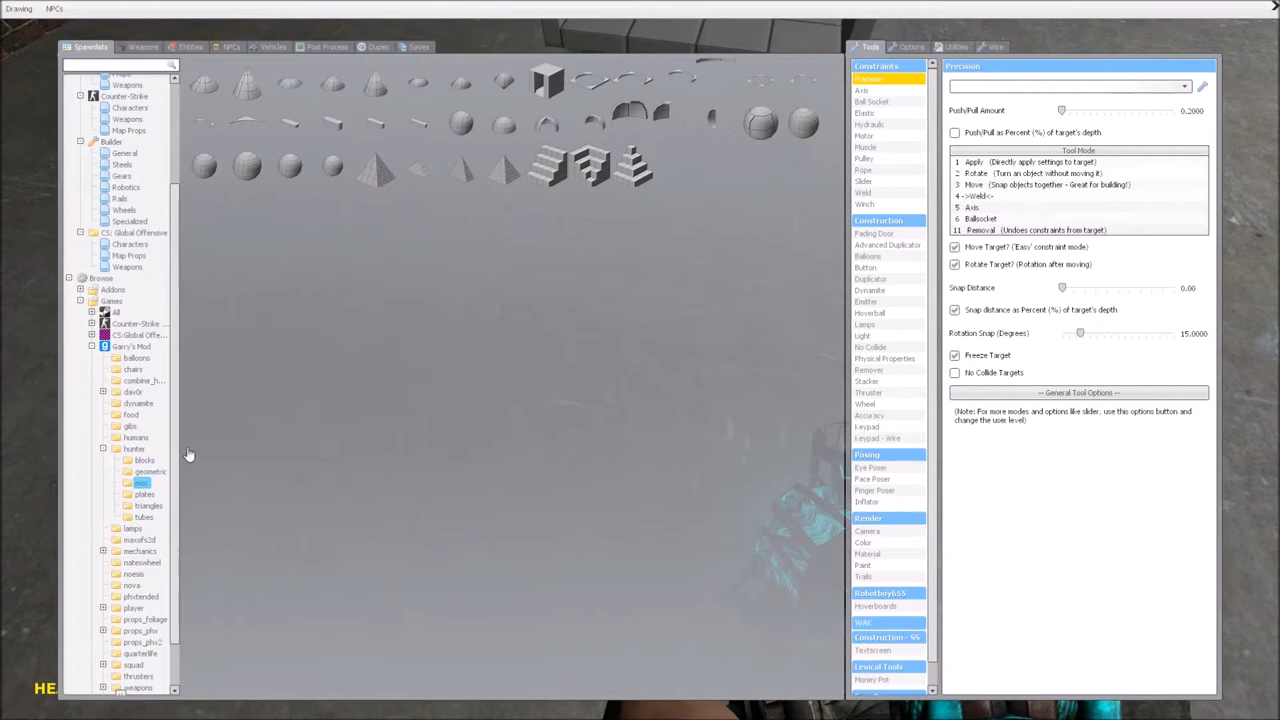 Drawing NPCs
Spawnlists Weapons Entities NPCs Vehicles Post Process Dupes Saves
Props
Weapons
Counter-Strike
Characters
Weapons
Map Props
Builder
General
Steels
Gears
Robotics
Rails
Wheels
Specialized
CS: Global Offensive
Characters
Map Props
Weapons
Browse
Addons
Games
All
Counter-Strike ...
CS:Global Offe...
Garry's Mod
balloons
chairs
combine_h...
dav0r
dynamite
food
gibs
humans
hunter
blocks
geometric
misc
plates
triangles
tubes
lamps
maxofs2d
mechanics
nateswheel
noesis
nova
phxtended
player
props_foliage
props_phx
props_phx2
quarterlife
squad
thrusters
weapons
HE
Tools Options Utilities Wire
Constraints
Precision
Axis
Ball Socket
Elastic
Hydraulic
Motor
Muscle
Pulley
Rope
Slider
Weld
Winch
Construction
Fading Door
Advanced Duplicator
Balloons
Button
Duplicator
Dynamite
Emitter
Hoverball
Lamps
Light
No Collide
Physical Properties
Remover
Stacker
Thruster
Wheel
Accuracy
Keypad
Keypad - Wire
Posing
Eye Poser
Face Poser
Finger Poser
Inflator
Render
Camera
Color
Material
Paint
Trails
Robotboy655
Hoverboards
WAC
Construction - SS
Textscreen
Lexical Tools
Money Pot
Precision
Push/Pull Amount 0.2000
Push/Pull as Percent (%) of target's depth
Tool Mode
1 Apply (Directly apply settings to target)
2 Rotate (Turn an object without moving it)
3 Move (Snap objects together - Great for building!)
4 ->Weld<-
5 Axis
6 Ballsocket
11 Removal (Undoes constraints from target)
Move Target? ('Easy' constraint mode)
Rotate Target? (Rotation after moving)
Snap Distance 0.00
Snap distance as Percent (%) of target's depth
Rotation Snap (Degrees) 15.0000
Freeze Target
No Collide Targets
-- General Tool Options --
(Note: For more modes and options like slider, use this options button and
change the user level)